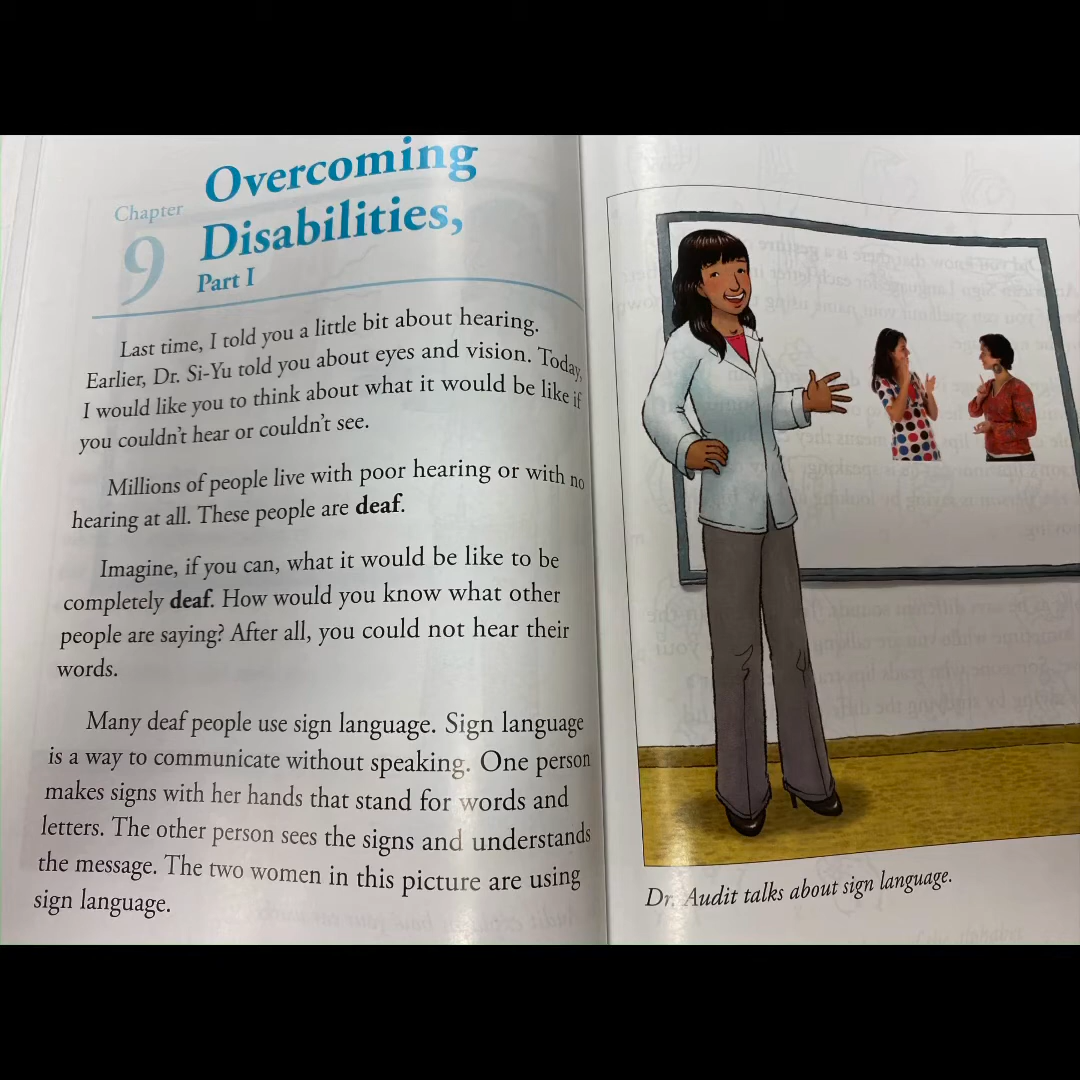 Chapter
9
Overcoming
Disabilities,
Part I
Last time, I told you a little bit about hearing.
Earlier, Dr. Si-Yu told you about eyes and vision. Today,
I would like you to think about what it would be like if
you couldn't hear or couldn't see.
Millions of people live with poor hearing or with no
hearing at all. These people are deaf.
Imagine, if you can, what it would be like to be
completely deaf. How would you know what other
people are saying? After all, you could not hear their
words.
Many deaf people use sign language. Sign language
is a way to communicate without speaking. One person
makes signs with her hands that stand for words and
letters. The other person sees the signs and understands
the message. The two women in this picture are using
sign language.
Dr. Audit talks about sign language.